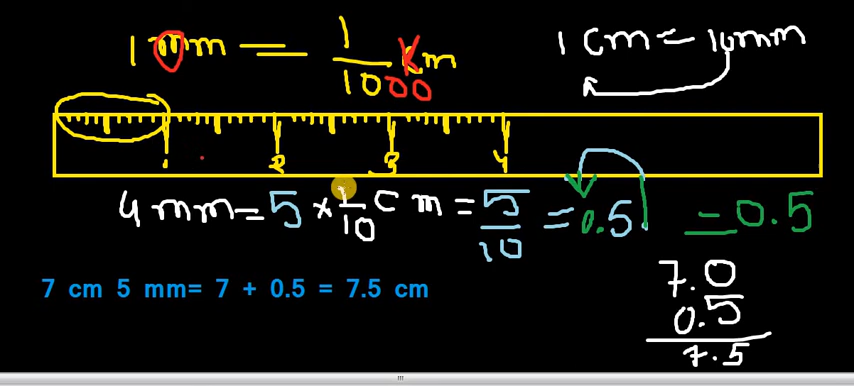 1 mm = 1/1000 Km
1 cm = 10mm
1 2 3 4
4 mm = 5 × 1/10 cm = 5/10 = 0.5 = 0.5
7 cm 5 mm= 7 + 0.5 = 7.5 cm
7.0
0.5
7.5